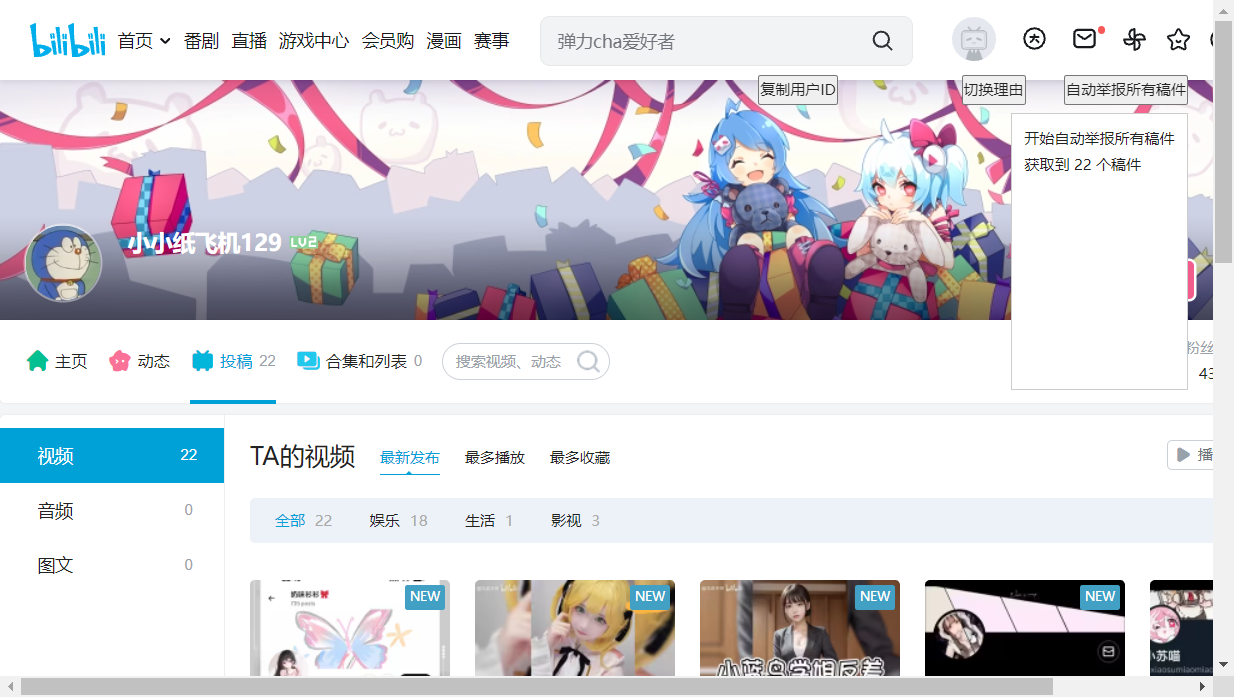 bilibili 首页 番剧 直播 游戏中心 会员购 漫画 赛事 弹力cha爱好者
复制用户ID 切换理由 自动举报所有稿件
开始自动举报所有稿件
获取到 22 个稿件
小小纸飞机129 LV2
主页 动态 投稿 22 合集和列表 0 搜索视频、动态 粉丝
43
视频 22
音频 0
图文 0
TA的视频 最新发布 最多播放 最多收藏 播
全部 22 娱乐 18 生活 1 影视 3
NEW NEW NEW NEW
小蓝鸟学姐反差
小苏喵